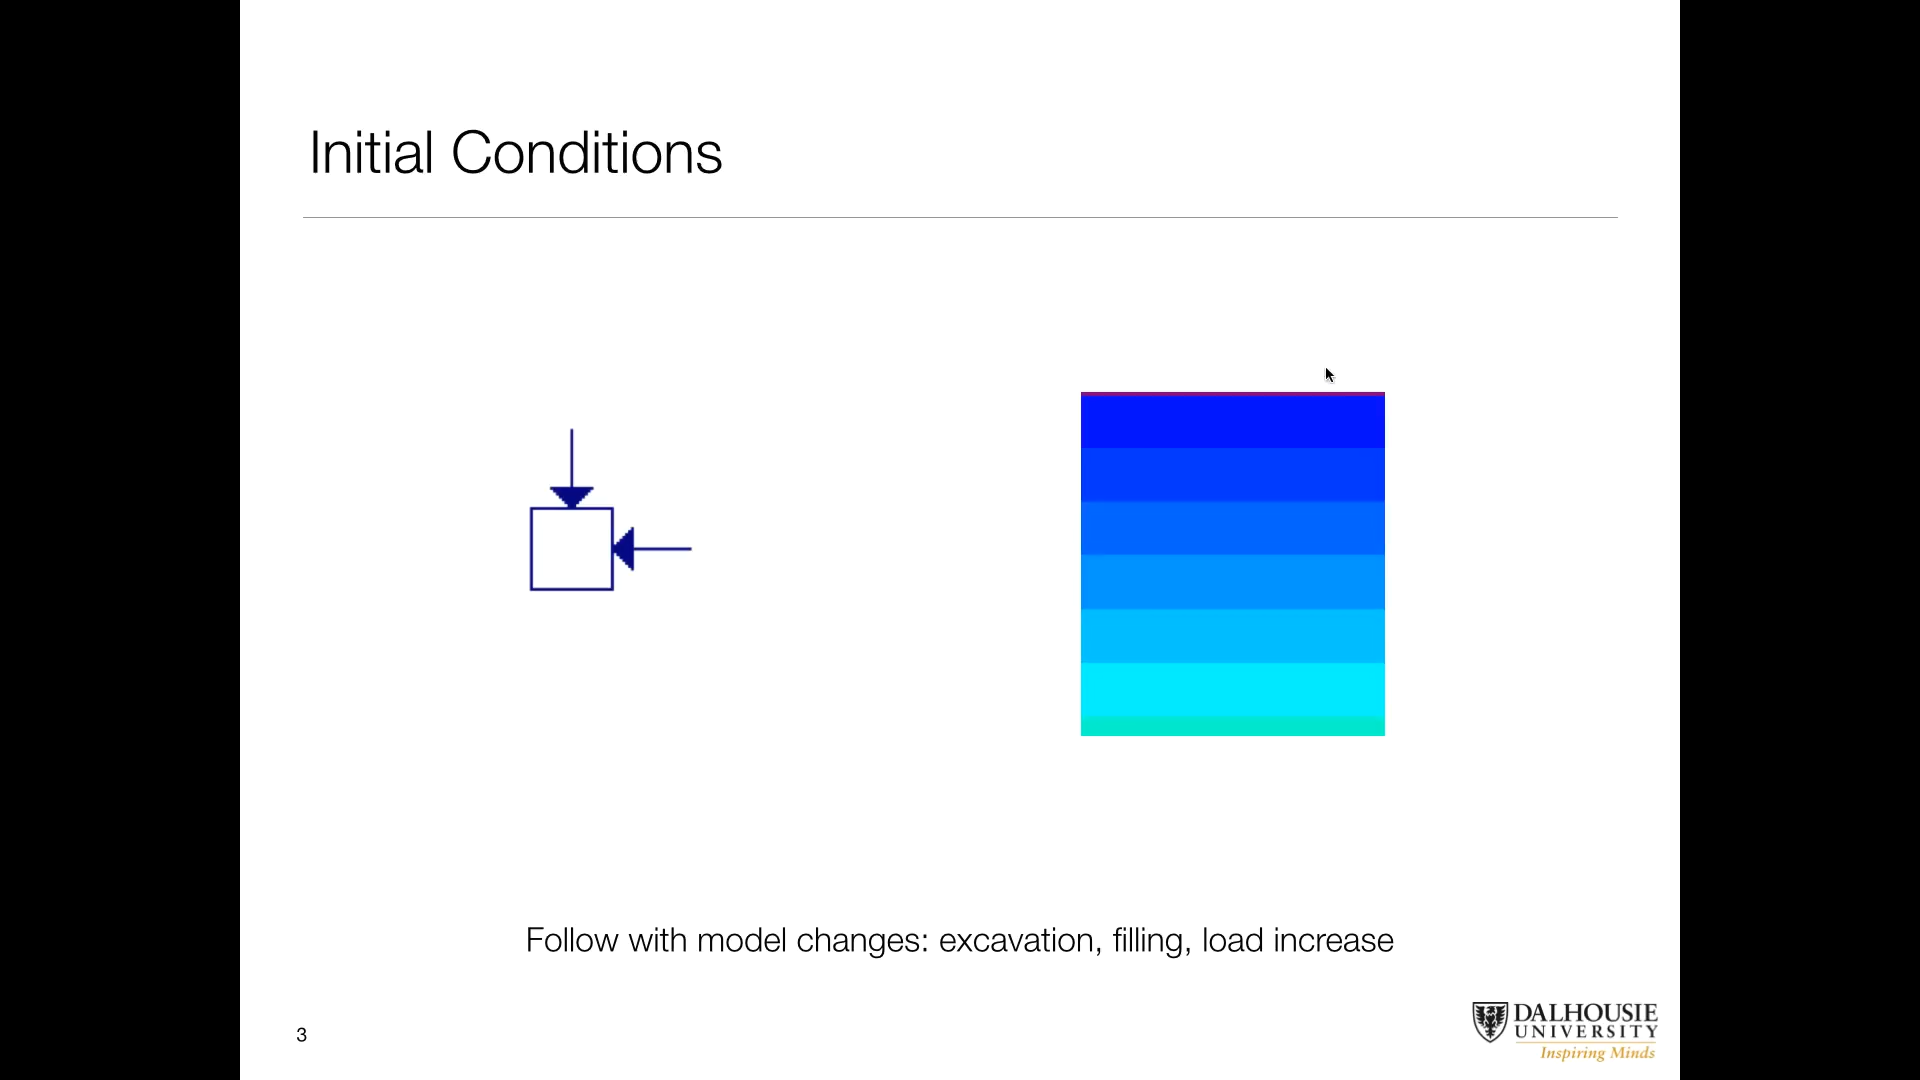 Initial Conditions
Follow with model changes: excavation, filling, load increase
3
DALHOUSIE
UNIVERSITY
Inspiring Minds